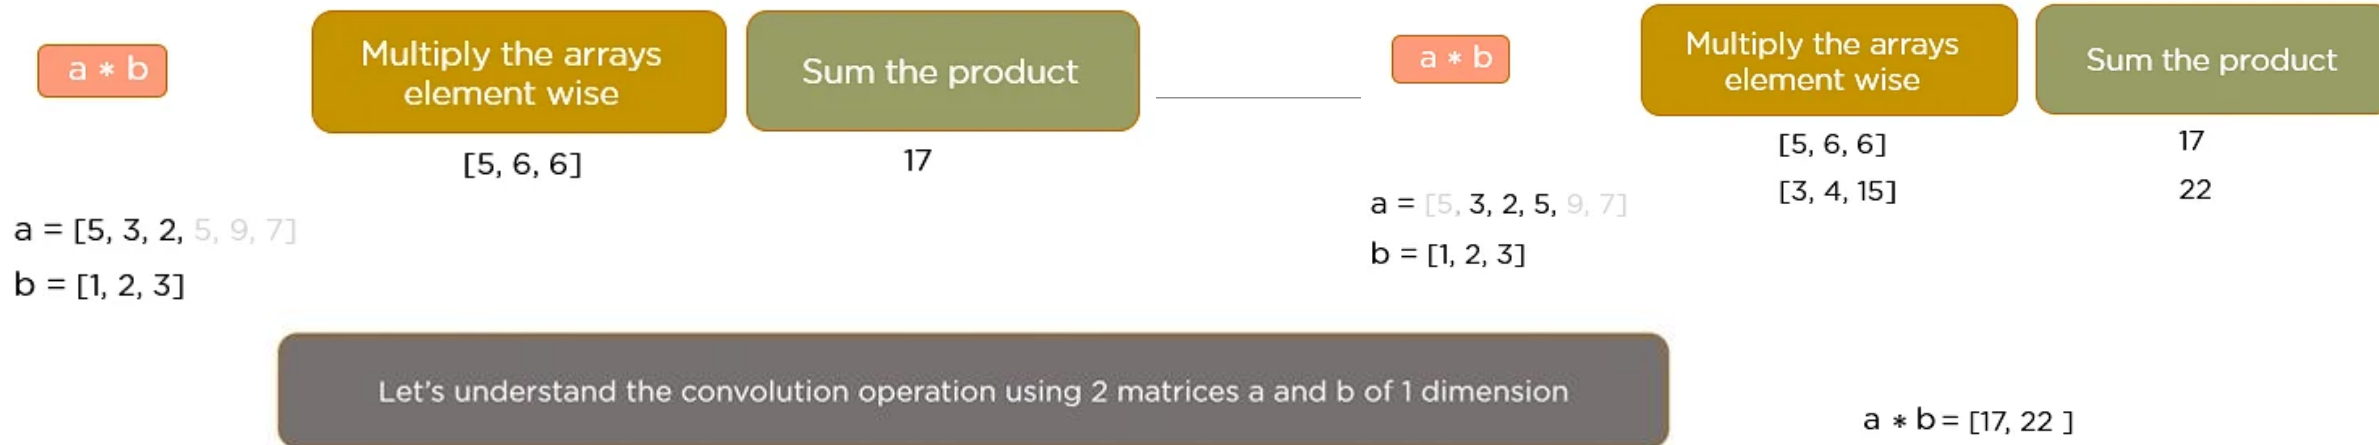 a * b
Multiply the arrays
element wise
Sum the product
[5, 6, 6]
17
a = [5, 3, 2, 5, 9, 7]
b = [1, 2, 3]
a * b
Multiply the arrays
element wise
Sum the product
[5, 6, 6]
17
[3, 4, 15]
22
a = [5, 3, 2, 5, 9, 7]
b = [1, 2, 3]
Let's understand the convolution operation using 2 matrices a and b of 1 dimension
a * b = [17, 22 ]